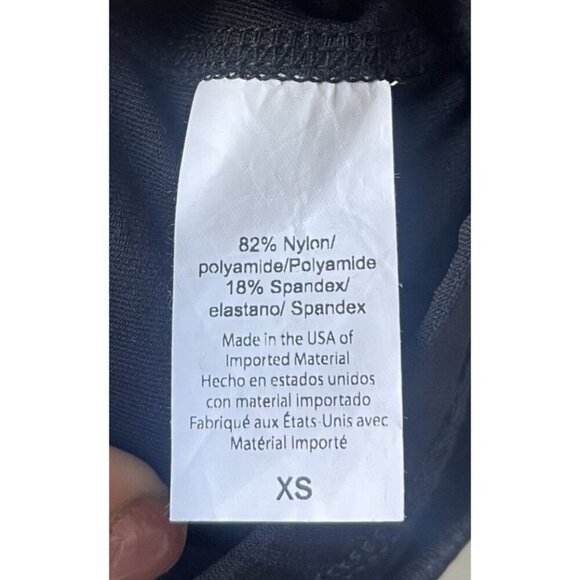 82% Nylon/
polyamide/Polyamide
18% Spandex/
elastano/ Spandex
Made in the USA of
Imported Material
Hecho en estados unidos
con material importado
Fabriqué aux États-Unis avec
Matérial Importé
XS